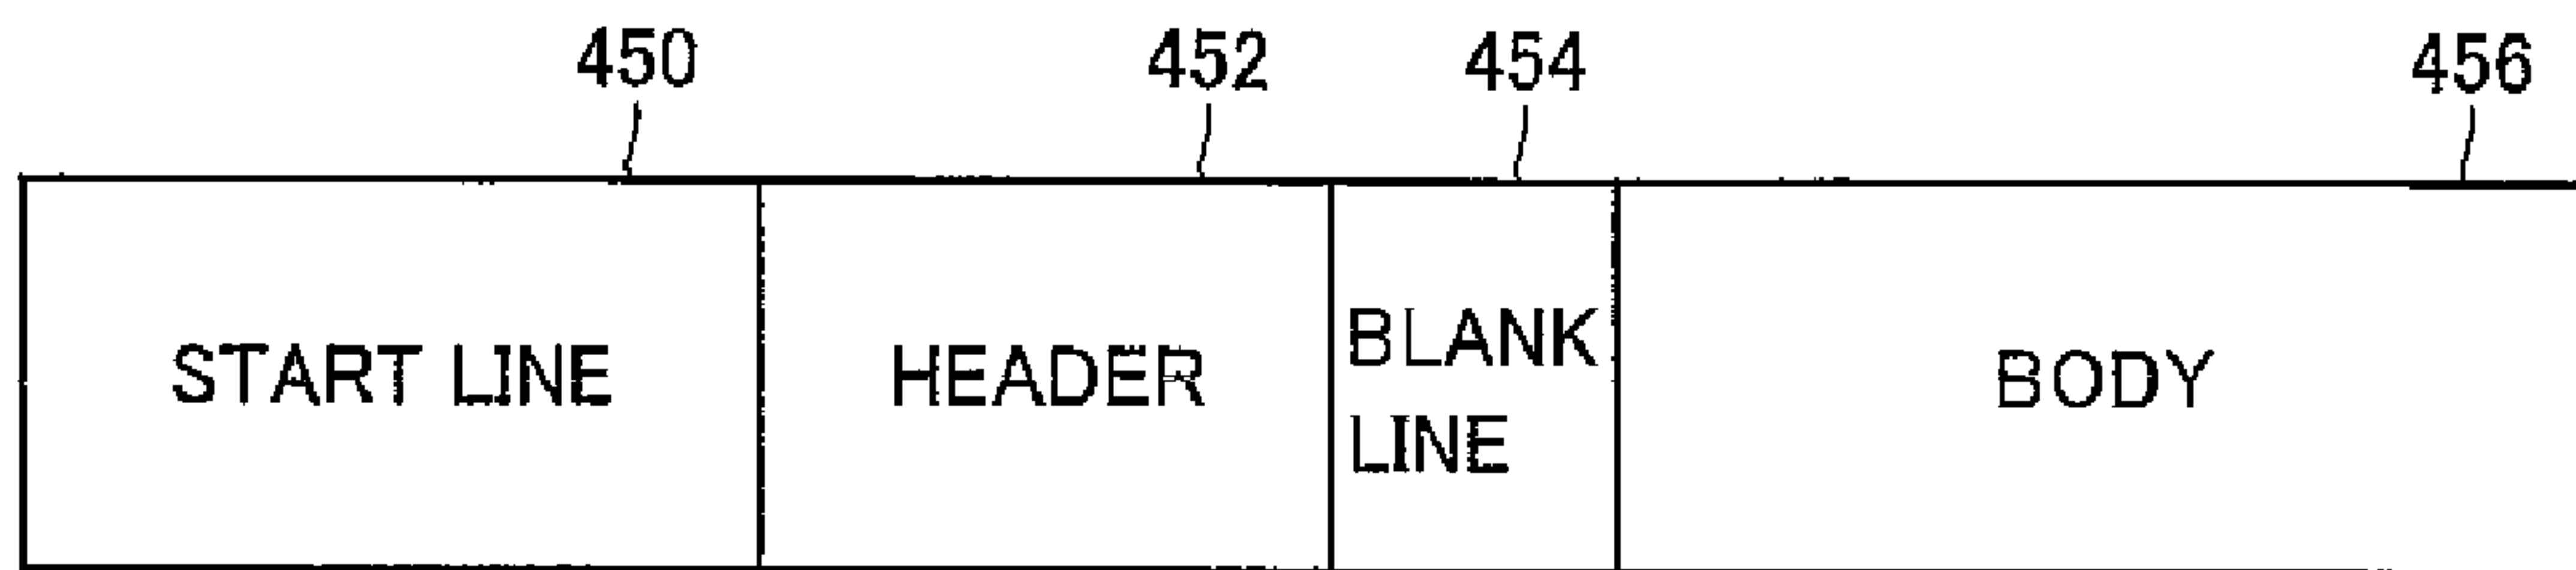 450 452 454 456
START LINE HEADER BLANK LINE BODY